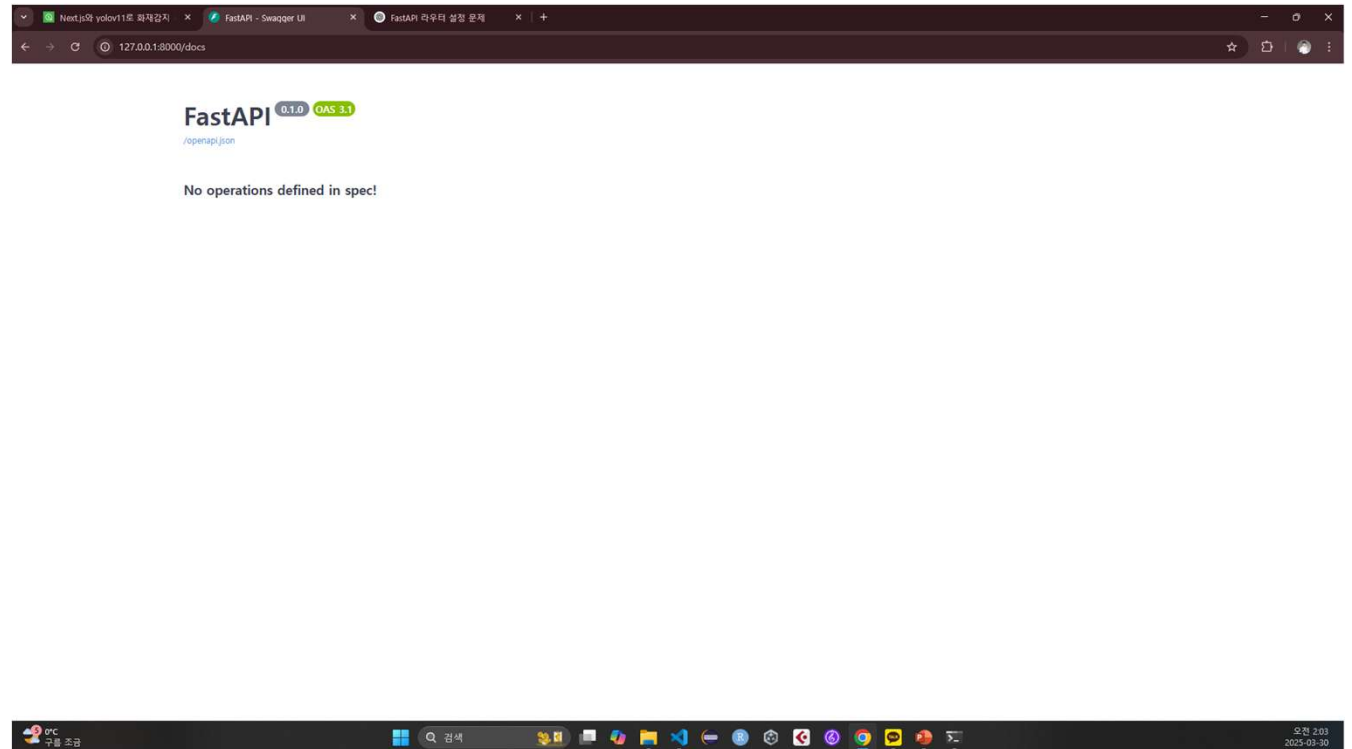 Next.js와 yolov11로 화재감지
FastAPI - Swagger UI
FastAPI 라우터 설정 문제
127.0.0.1:8000/docs
FastAPI 0.1.0 OAS 3.1
/openapi.json
No operations defined in spec!
0°C
구름 조금
검색
오전 2:03
2025-03-30